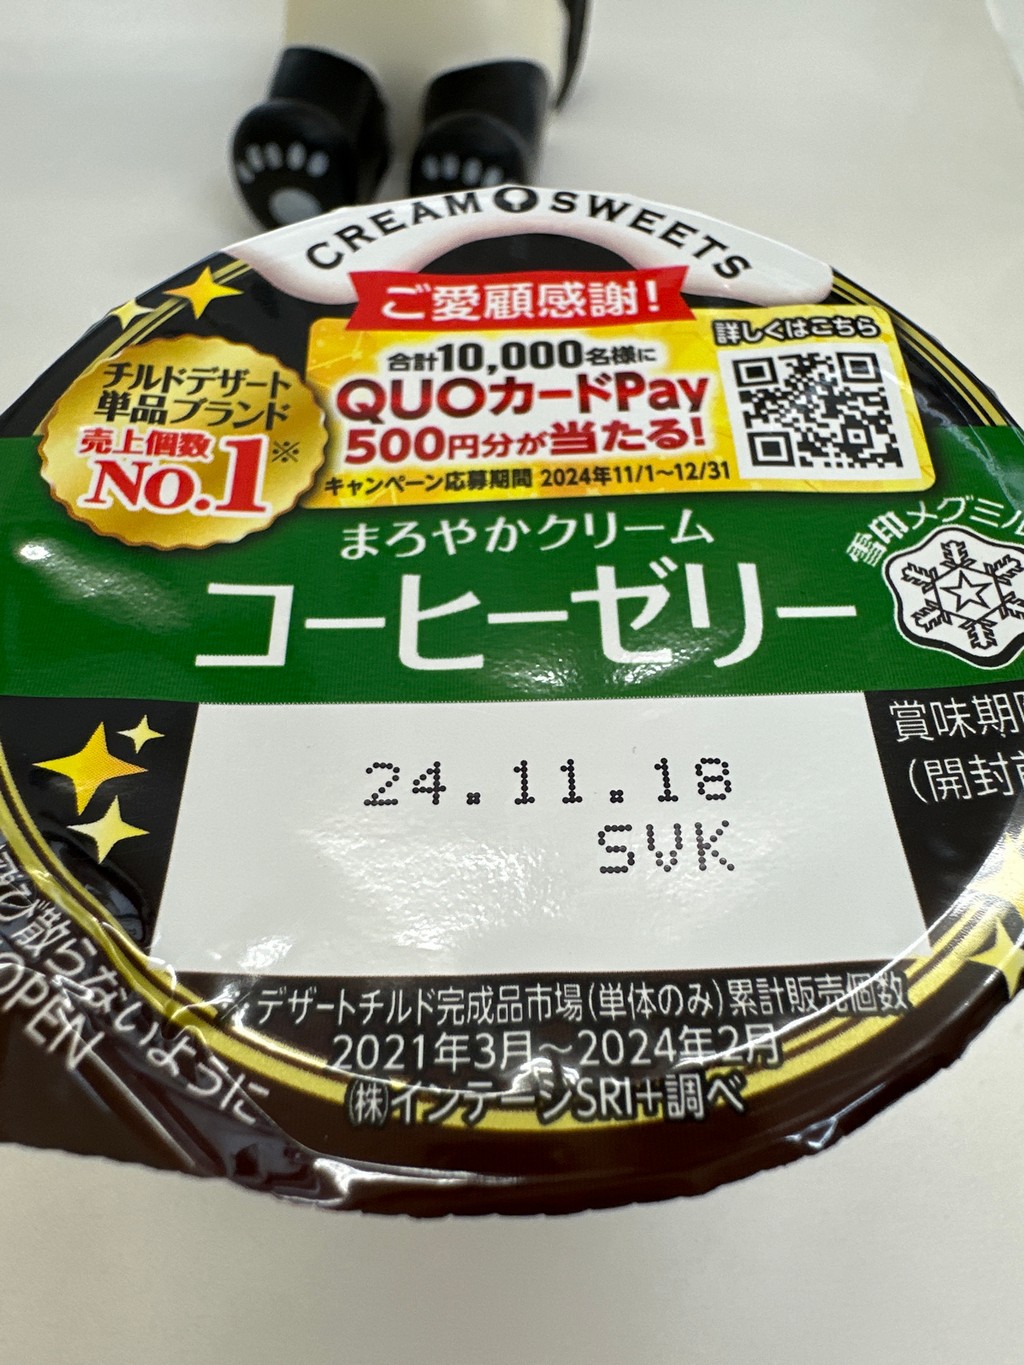 CREAM SWEETS
ご愛顧感謝!
詳しくはこちら
合計10,000名様に
QUOカードPay
500円分が当たる!
キャンペーン応募期間 2024年11/1〜12/31
チルドデザート
単品ブランド
売上個数
No.1※
まろやかクリーム
コーヒーゼリー
雪印メグミル
賞味期
(開封
24.11.18
SVK
び散らないように
OPEN
※デザートチルド完成品市場(単体のみ)累計販売個数
2021年3月〜2024年2月
㈱インテージSRI+調べ